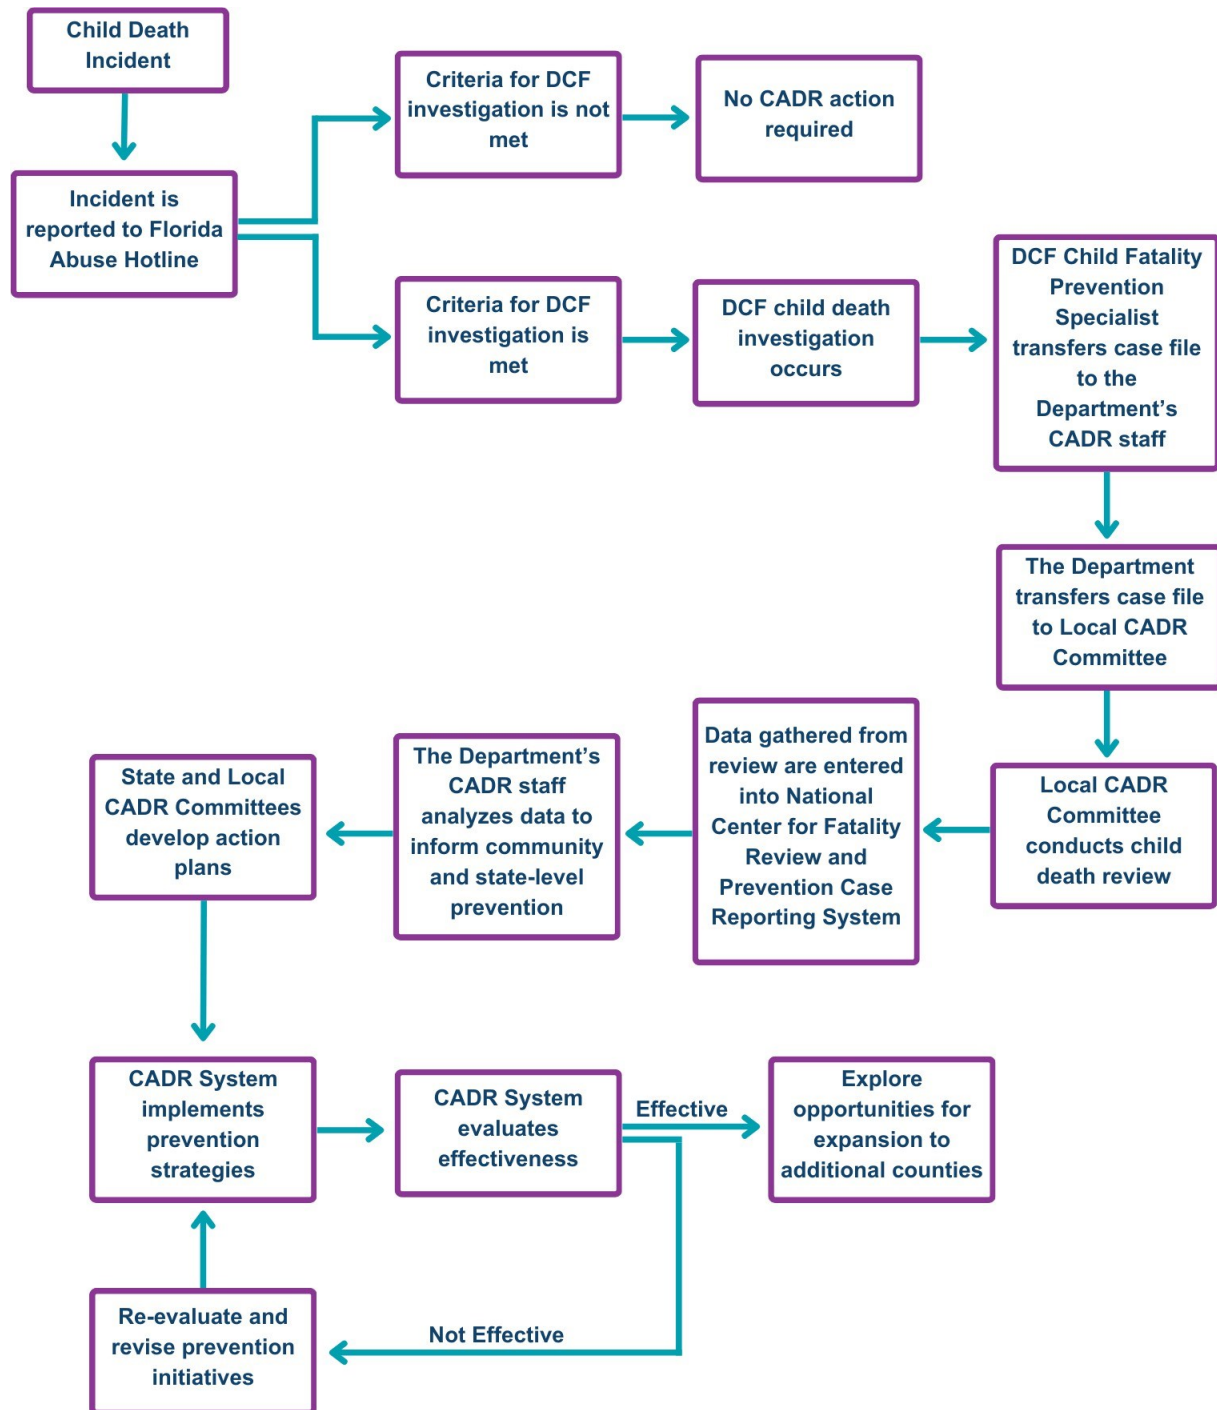 Child Death
Incident
Incident is
reported to Florida
Abuse Hotline
Criteria for DCF
investigation is not
met
No CADR action
required
Criteria for DCF
investigation is
met
DCF child death
investigation
occurs
DCF Child Fatality
Prevention
Specialist
transfers case file
to the
Department’s
CADR staff
The Department
transfers case file
to Local CADR
Committee
Local CADR
Committee
conducts child
death review
Data gathered from
review are entered
into National
Center for Fatality
Review and
Prevention Case
Reporting System
The Department’s
CADR staff
analyzes data to
inform community
and state-level
prevention
State and Local
CADR Committees
develop action
plans
CADR System
implements
prevention
strategies
CADR System
evaluates
effectiveness
Effective
Explore
opportunities for
expansion to
additional counties
Not Effective
Re-evaluate and
revise prevention
initiatives